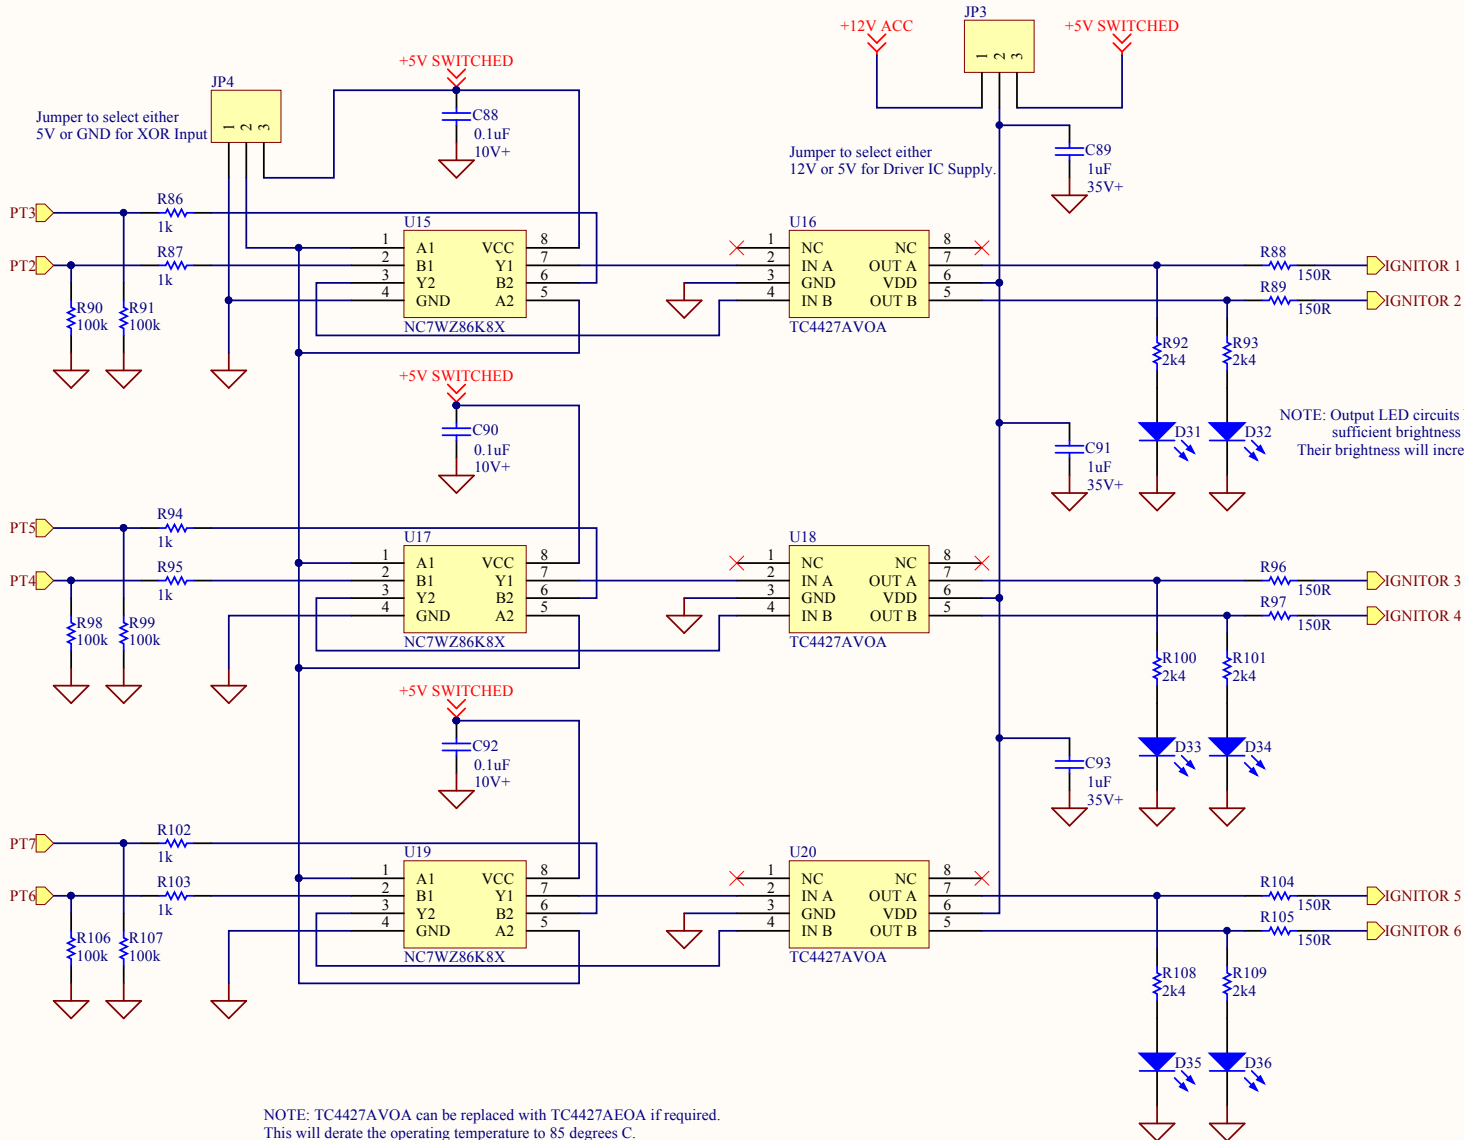 JP3
+12V ACC
+5V SWITCHED
1
2
3
+5V SWITCHED
JP4
1
2
3
Jumper to select either
5V or GND for XOR Input
C88
0.1uF
10V+
Jumper to select either
12V or 5V for Driver IC Supply.
C89
1uF
35V+
PT3
R86
1k
PT2
R87
1k
R90
100k
R91
100k
U15
1
2
3
4
A1
B1
Y2
GND
VCC
Y1
B2
A2
8
7
6
5
NC7WZ86K8X
U16
1
2
3
4
NC
IN A
GND
IN B
NC
OUT A
VDD
OUT B
8
7
6
5
TC4427AVOA
R88
150R
IGNITOR 1
R89
150R
IGNITOR 2
R92
2k4
R93
2k4
D31
D32
NOTE: Output LED circuits
sufficient brightness
Their brightness will incre
+5V SWITCHED
C90
0.1uF
10V+
C91
1uF
35V+
PT5
R94
1k
PT4
R95
1k
R98
100k
R99
100k
U17
1
2
3
4
A1
B1
Y2
GND
VCC
Y1
B2
A2
8
7
6
5
NC7WZ86K8X
U18
1
2
3
4
NC
IN A
GND
IN B
NC
OUT A
VDD
OUT B
8
7
6
5
TC4427AVOA
R96
150R
IGNITOR 3
R97
150R
IGNITOR 4
R100
2k4
R101
2k4
D33
D34
+5V SWITCHED
C92
0.1uF
10V+
C93
1uF
35V+
PT7
R102
1k
PT6
R103
1k
R106
100k
R107
100k
U19
1
2
3
4
A1
B1
Y2
GND
VCC
Y1
B2
A2
8
7
6
5
NC7WZ86K8X
U20
1
2
3
4
NC
IN A
GND
IN B
NC
OUT A
VDD
OUT B
8
7
6
5
TC4427AVOA
R104
150R
IGNITOR 5
R105
150R
IGNITOR 6
R108
2k4
R109
2k4
D35
D36
NOTE: TC4427AVOA can be replaced with TC4427AEOA if required.
This will derate the operating temperature to 85 degrees C.